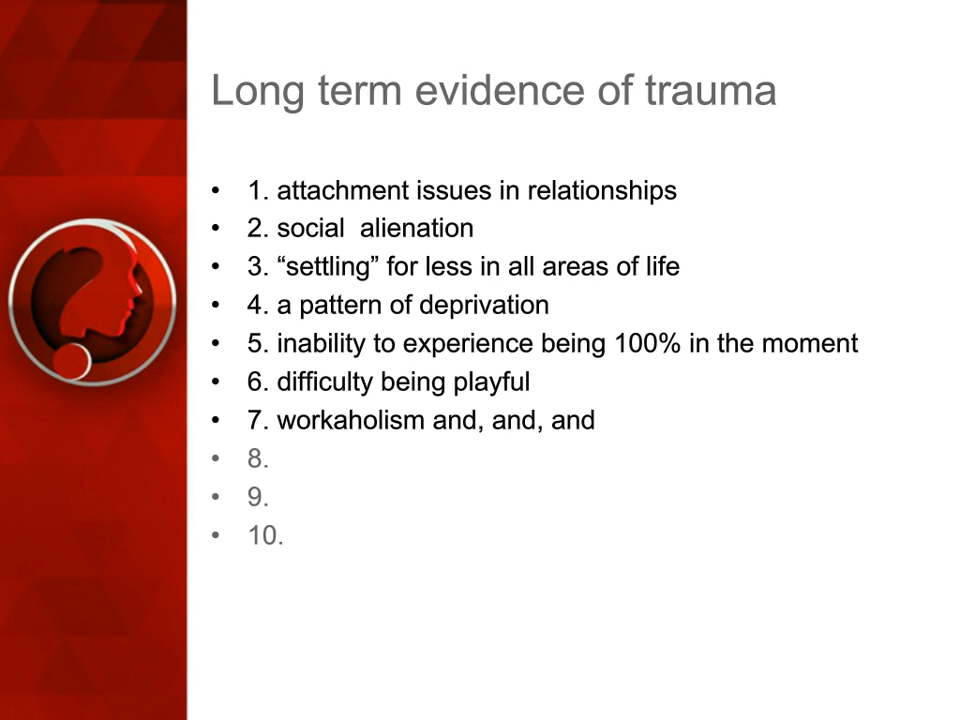 Long term evidence of trauma
• 1. attachment issues in relationships
• 2. social  alienation
• 3. “settling” for less in all areas of life
• 4. a pattern of deprivation
• 5. inability to experience being 100% in the moment
• 6. difficulty being playful
• 7. workaholism and, and, and
• 8.
• 9.
• 10.